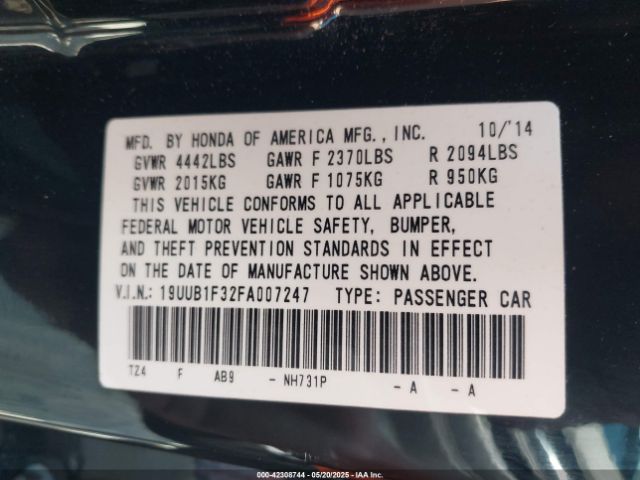 MFD. BY HONDA OF AMERICA MFG., INC. 10/'14
GVWR 4442LBS GAWR F 2370LBS R 2094LBS
GVWR 2015KG GAWR F 1075KG R 950KG
THIS VEHICLE CONFORMS TO ALL APPLICABLE
FEDERAL MOTOR VEHICLE SAFETY, BUMPER,
AND THEFT PREVENTION STANDARDS IN EFFECT
ON THE DATE OF MANUFACTURE SHOWN ABOVE.
V.I.N.: 19UUB1F32FA007247 TYPE: PASSENGER CAR
TZ4 F AB9 - NH731P - A - A
000-42308744 - 05/20/2025 - IAA Inc.